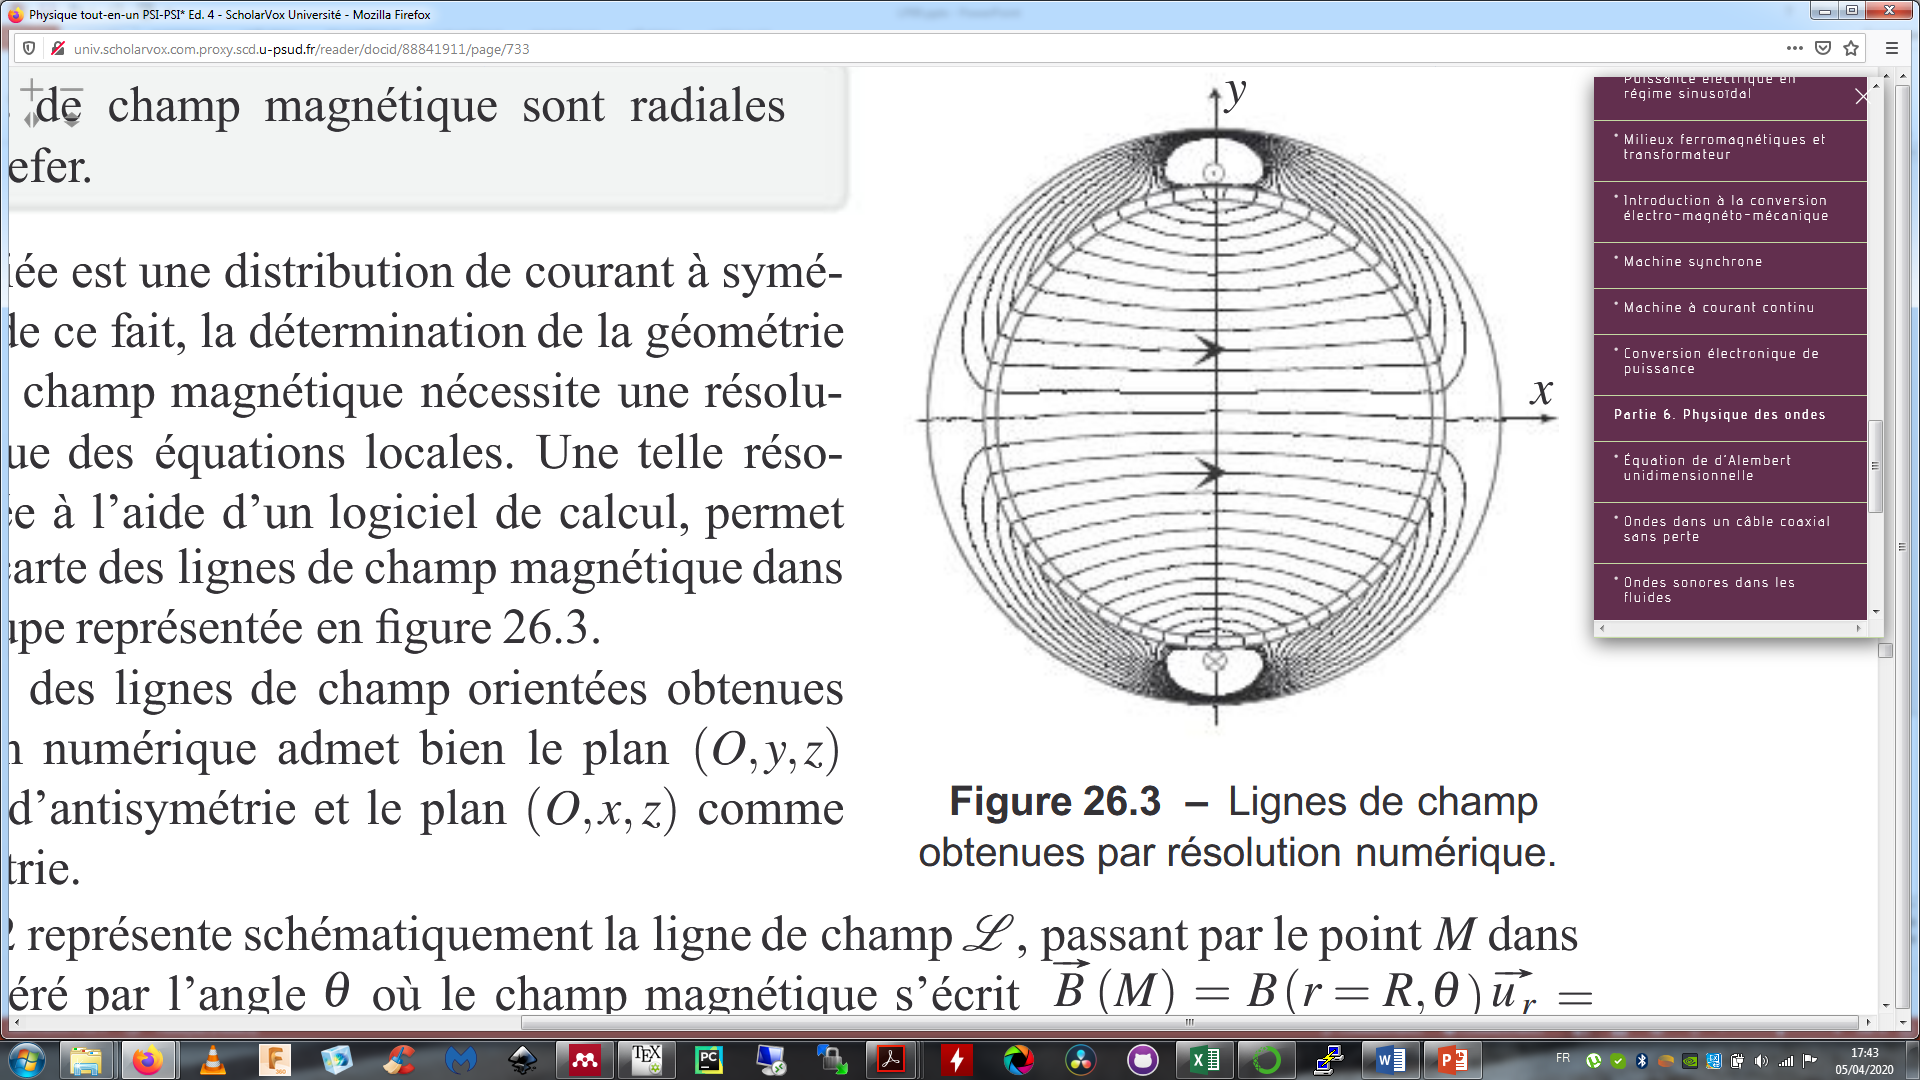 Physique tout-en-un PSI-PSI* Ed. 4 - ScholarVox Université - Mozilla Firefox
univ.scholarvox.com.proxy.scd.u-psud.fr/reader/docid/88841911/page/733
de champ magnétique sont radiales
efer.
iée est une distribution de courant à symé-
de ce fait, la détermination de la géométrie
champ magnétique nécessite une résolu-
ue des équations locales. Une telle réso-
ée à l'aide d'un logiciel de calcul, permet
carte des lignes de champ magnétique dans
upe représentée en figure 26.3.
des lignes de champ orientées obtenues
n numérique admet bien le plan (O,y,z)
d'antisymétrie et le plan (O,x,z) comme
trie.
y
x
Figure 26.3 – Lignes de champ
obtenues par résolution numérique.
2 représente schématiquement la ligne de champ ℒ, passant par le point M dans
éré par l'angle θ où le champ magnétique s'écrit B⃗(M) = B(r = R,θ)u⃗r =
Puissance électrique en
régime sinusoïdal
* Milieux ferromagnétiques et
transformateur
* Introduction à la conversion
électro-magnéto-mécanique
* Machine synchrone
* Machine à courant continu
* Conversion électronique de
puissance
Partie 6. Physique des ondes
* Équation de d'Alembert
unidimensionnelle
* Ondes dans un câble coaxial
sans perte
* Ondes sonores dans les
fluides
FR
17:43
05/04/2020